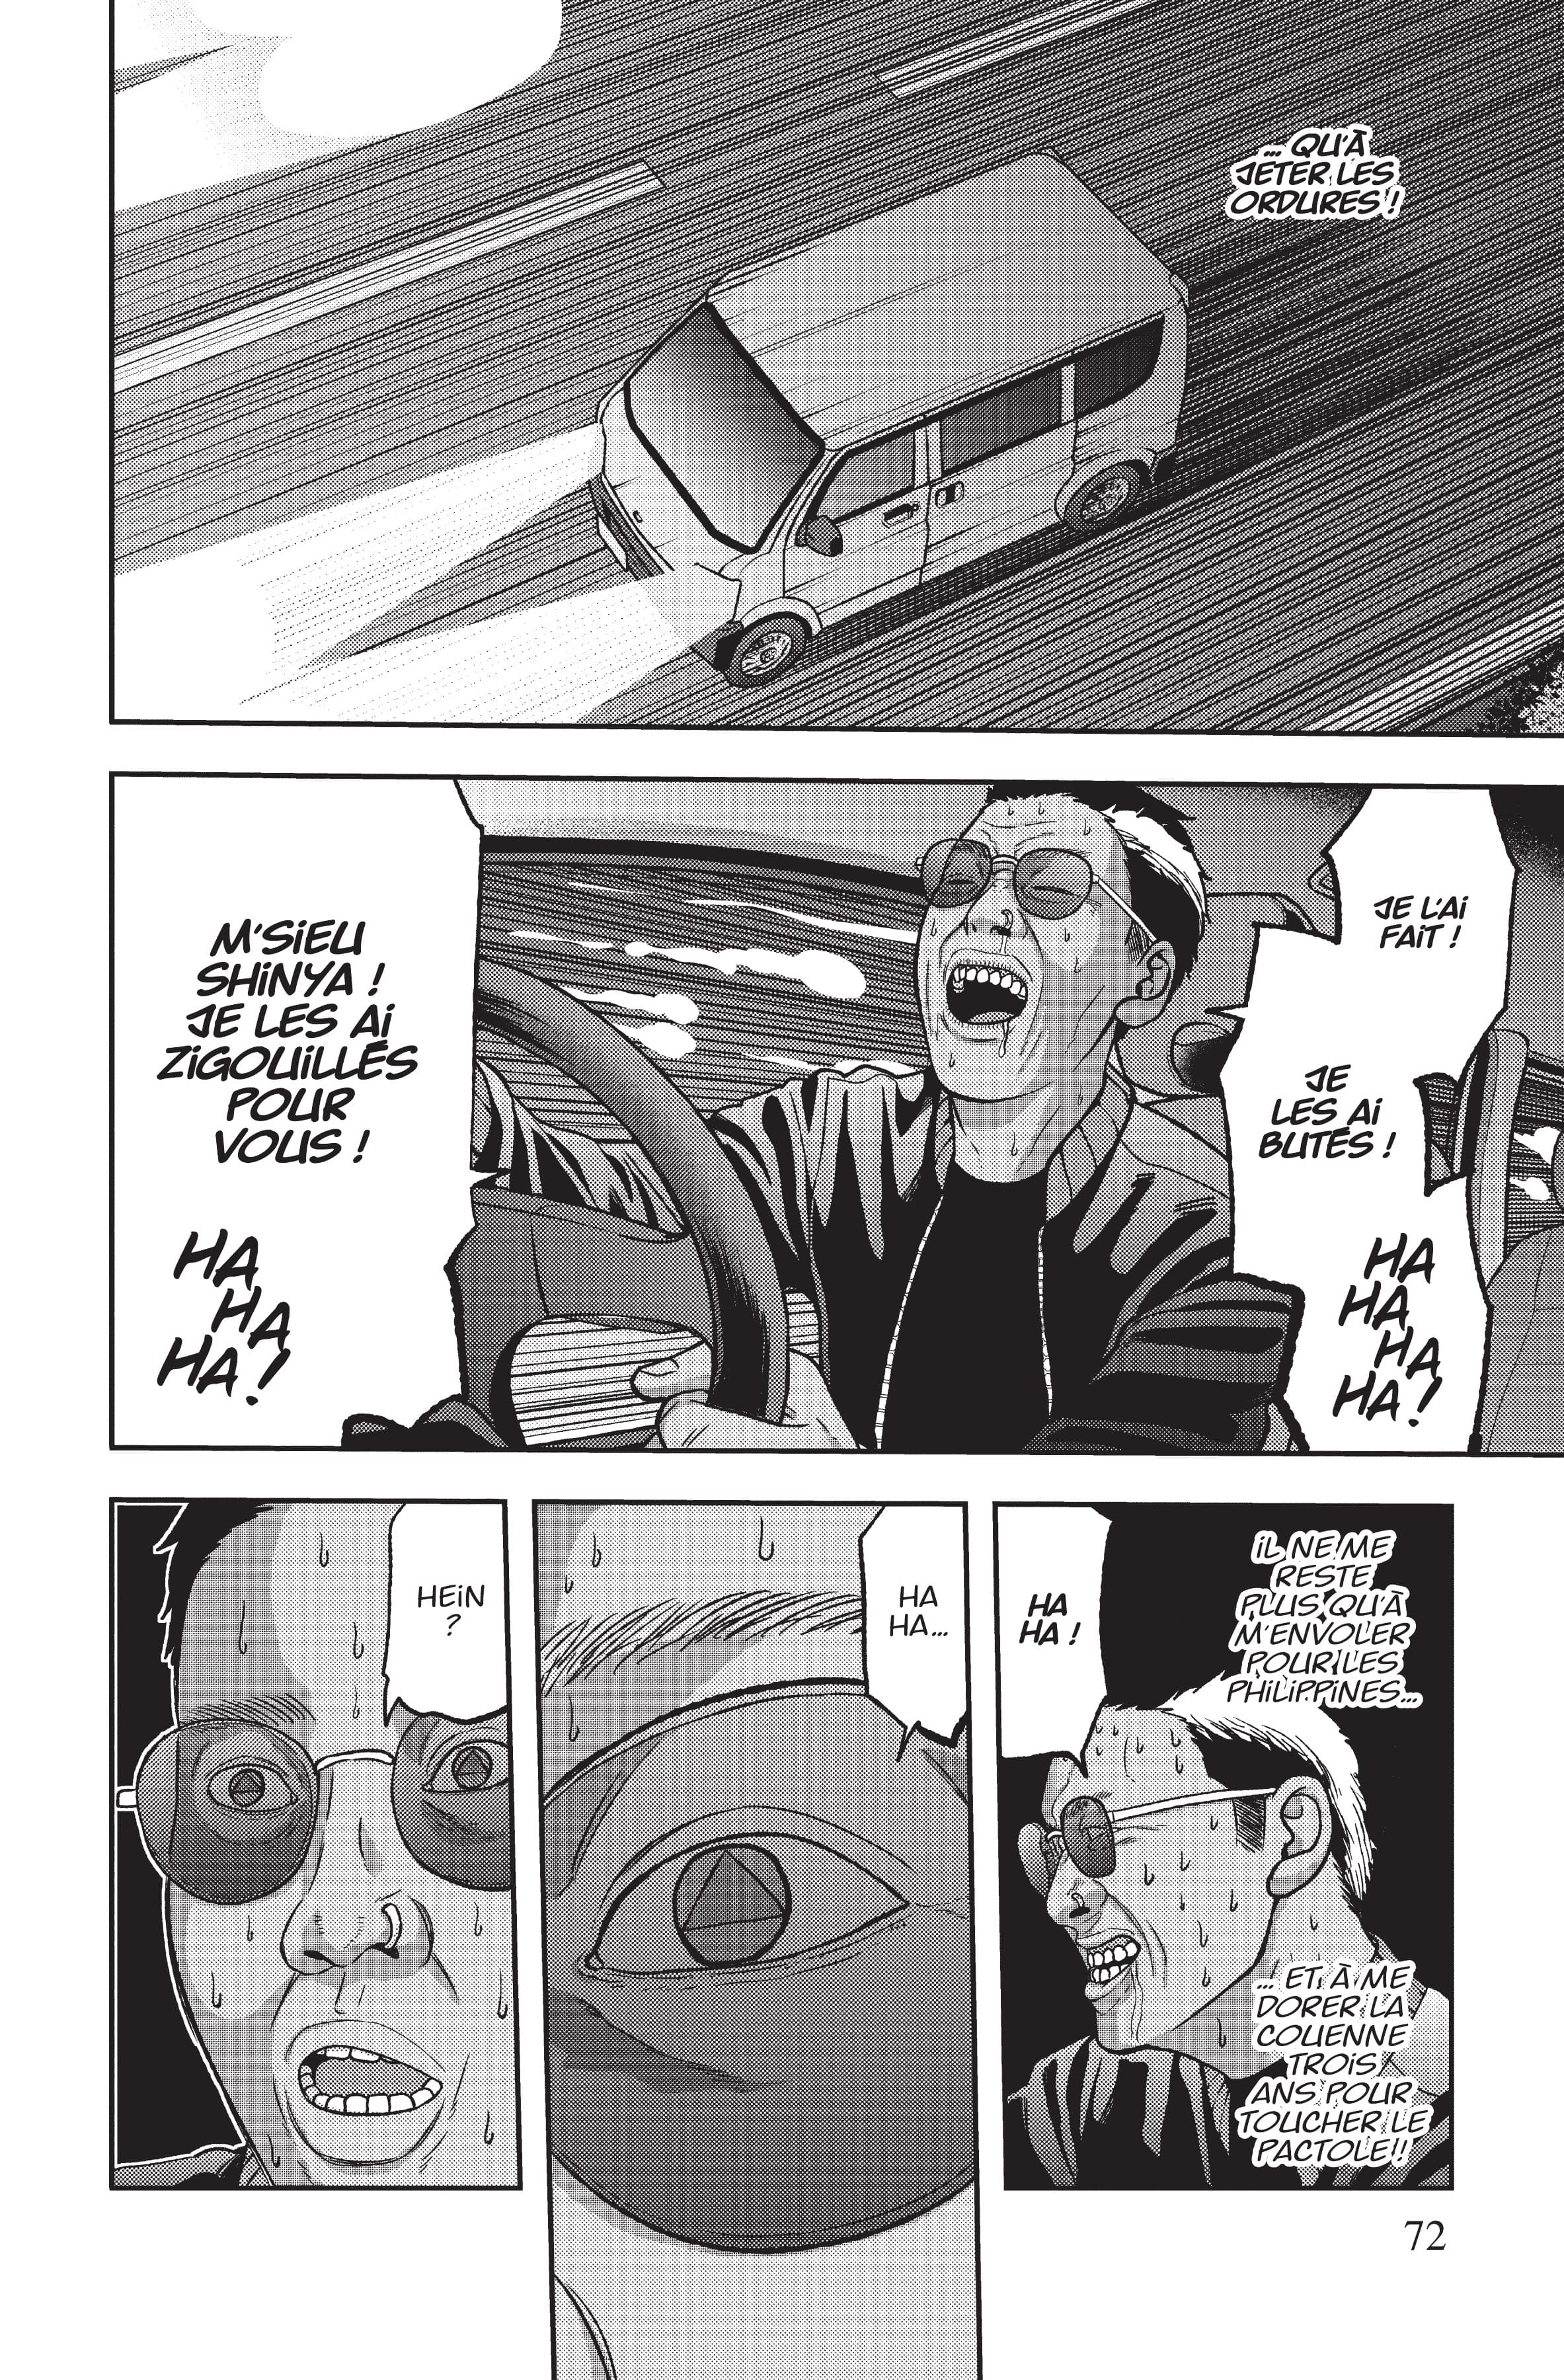 ... QU'À
JETER LES
ORDURES !
JE L'AI
FAIT !
JE
LES AI
BUTÉS !
HA
HA
HA
HA !
M'SIEU
SHINYA !
JE LES AI
ZIGOUILLÉS
POUR
VOUS !
HA
HA
HA !
IL NE ME
RESTE
PLUS QU'À
M'ENVOLER
POUR LES
PHILIPPINES...
HA
HA !
... ET À ME
DORER LA
COUENNE
TROIS
ANS POUR
TOUCHER LE
PACTOLE!!
HA
HA...
HEIN
?
72